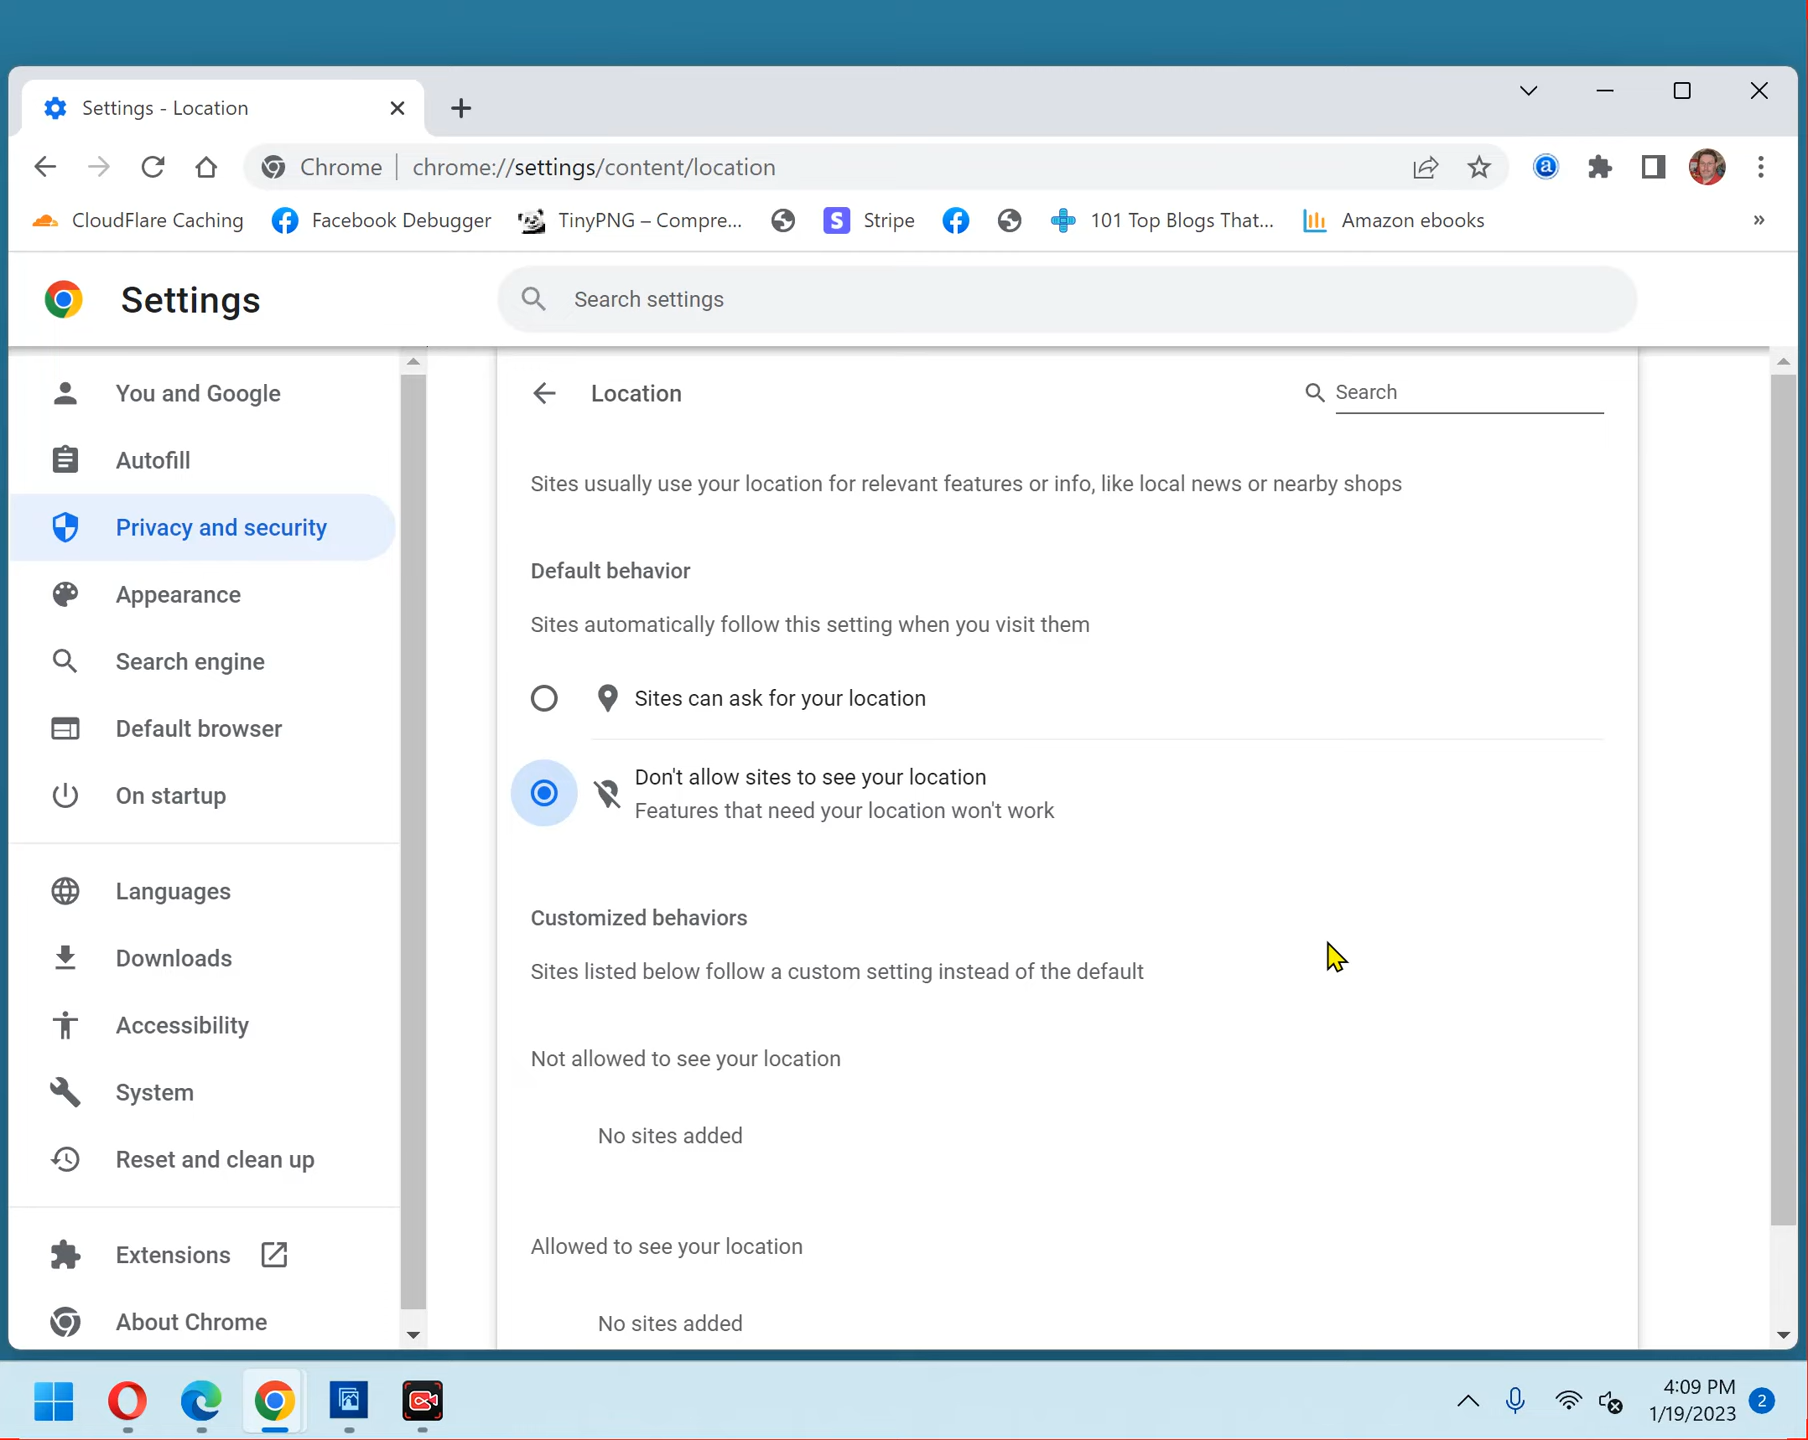 Settings - Location
Chrome | chrome://settings/content/location
CloudFlare Caching Facebook Debugger TinyPNG – Compre... S Stripe 101 Top Blogs That... Amazon ebooks »
Settings
Search settings
You and Google
Autofill
Privacy and security
Appearance
Search engine
Default browser
On startup
Languages
Downloads
Accessibility
System
Reset and clean up
Extensions
About Chrome
Location
Search
Sites usually use your location for relevant features or info, like local news or nearby shops
Default behavior
Sites automatically follow this setting when you visit them
Sites can ask for your location
Don't allow sites to see your location
Features that need your location won't work
Customized behaviors
Sites listed below follow a custom setting instead of the default
Not allowed to see your location
No sites added
Allowed to see your location
No sites added
4:09 PM
1/19/2023
2